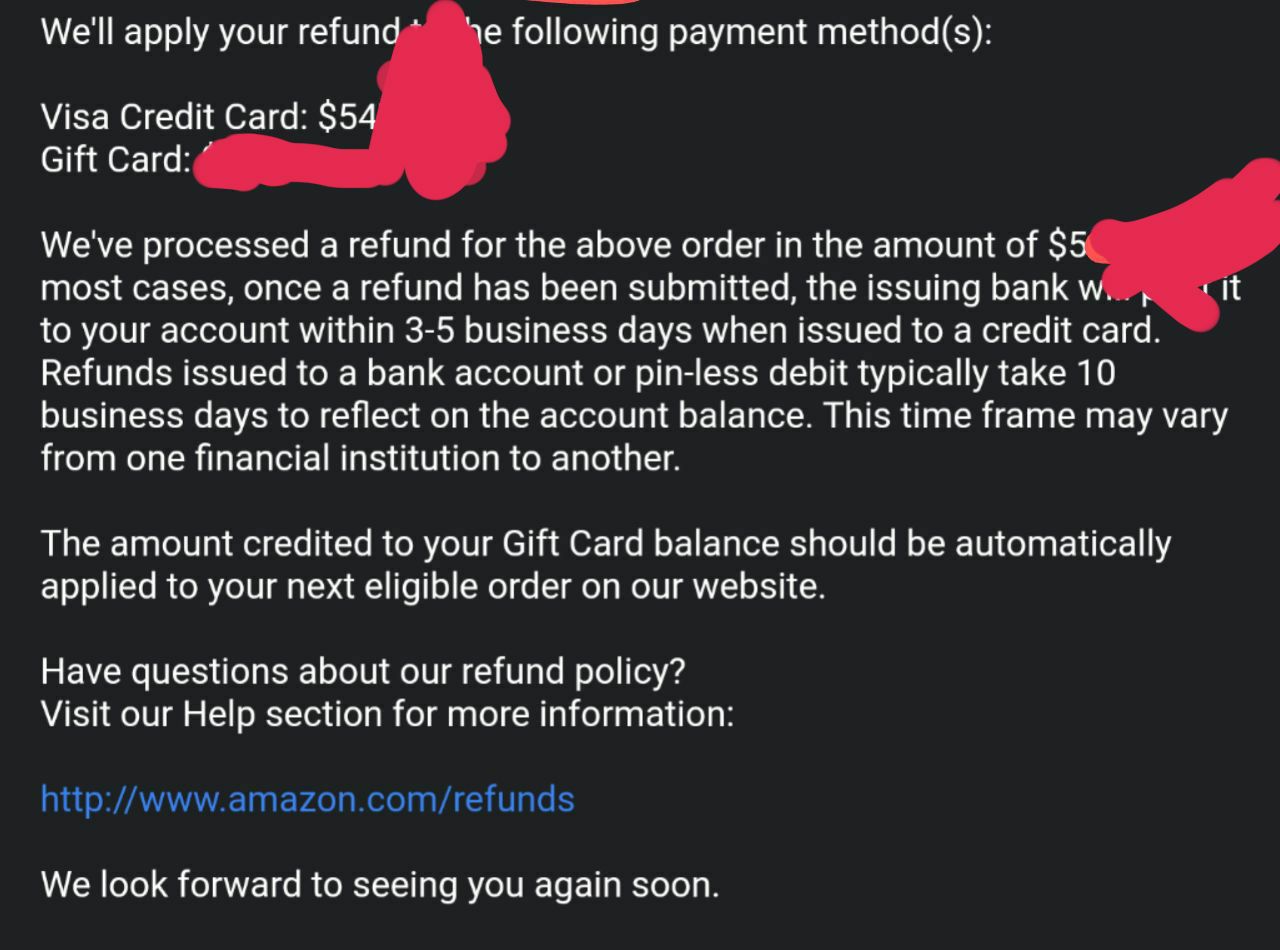 We'll apply your refund the following payment method(s):
Visa Credit Card: $54
Gift Card:
We've processed a refund for the above order in the amount of $5
most cases, once a refund has been submitted, the issuing bank it
to your account within 3-5 business days when issued to a credit card.
Refunds issued to a bank account or pin-less debit typically take 10
business days to reflect on the account balance. This time frame may vary
from one financial institution to another.
The amount credited to your Gift Card balance should be automatically
applied to your next eligible order on our website.
Have questions about our refund policy?
Visit our Help section for more information:
http://www.amazon.com/refunds
We look forward to seeing you again soon.